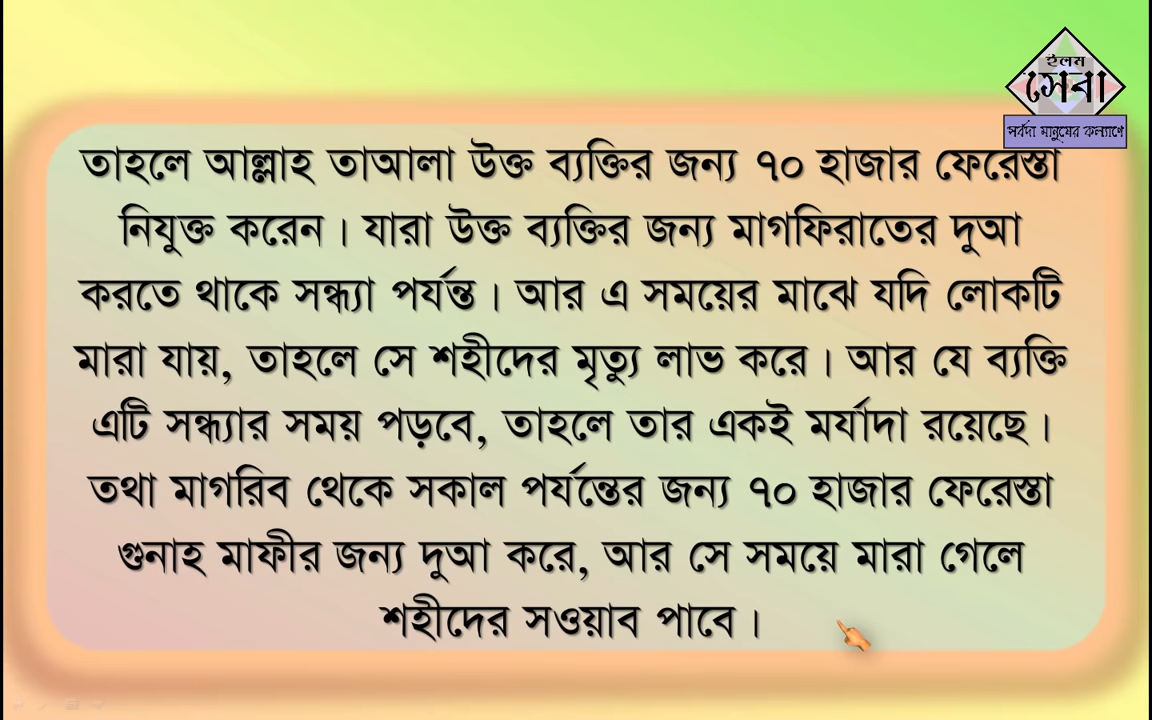 ইলম
সেবা
সর্বদা মানুষের কল্যাণে
তাহলে আল্লাহ তাআলা উক্ত ব্যক্তির জন্য ৭০ হাজার ফেরেস্তা
নিযুক্ত করেন। যারা উক্ত ব্যক্তির জন্য মাগফিরাতের দুআ
করতে থাকে সন্ধ্যা পর্যন্ত। আর এ সময়ের মাঝে যদি লোকটি
মারা যায়, তাহলে সে শহীদের মৃত্যু লাভ করে। আর যে ব্যক্তি
এটি সন্ধ্যার সময় পড়বে, তাহলে তার একই মর্যাদা রয়েছে।
তথা মাগরিব থেকে সকাল পর্যন্তের জন্য ৭০ হাজার ফেরেস্তা
গুনাহ মাফীর জন্য দুআ করে, আর সে সময়ে মারা গেলে
শহীদের সওয়াব পাবে।